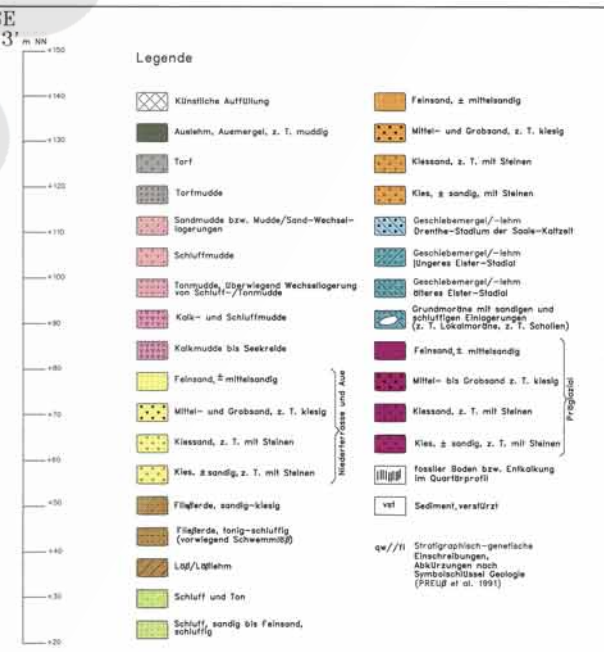 SE
3'
m NN
+150
+140
+130
+120
+110
+100
+90
+80
+70
+60
+50
+40
+30
+20
Legende
Künstliche Auffüllung
Auelehm, Auemergel, z. T. muddig
Torf
Torfmudde
Sandmudde bzw. Mudde/Sand-Wechsel-
lagerungen
Schluffmudde
Tonmudde, Überwiegend Wechsellagerung
von Schluff-/Tonmudde
Kalk- und Schluffmudde
Kalkmudde bis Seekreide
Feinsand, ± mittelsandig
Mittel- und Grobsand, z. T. kiesig
Kiessand, z. T. mit Steinen
Kies, ± sandig, z. T. mit Steinen
Niederterrasse und Aue
Fließerde, sandig-kiesig
Fließerde, tonig-schluffig
(vorwiegend Schwemmlöß)
Löß/Lößlehm
Schluff und Ton
Schluff, sandig bis Feinsand,
schluffig
Feinsand, ± mittelsandig
Mittel- und Grobsand, z. T. kiesig
Kiessand, z. T. mit Steinen
Kies, ± sandig, mit Steinen
Geschiebemergel/-lehm
Drenthe-Stadium der Saale-Kaltzeit
Geschiebemergel/-lehm
jüngeres Elster-Stadial
Geschiebemergel/-lehm
älteres Elster-Stadial
Grundmoräne mit sandigen und
schluffigen Einlagerungen
(z. T. Lokalmoräne, z. T. Schollen)
Feinsand, ± mittelsandig
Mittel- bis Grobsand z. T. kiesig
Kiessand, z. T. mit Steinen
Kies, ± sandig, z. T. mit Steinen
Präglazial
fossiler Boden bzw. Entkalkung
im Quartärprofil
vst Sediment, verstürzt
qw//fl Stratigraphisch-genetische
Einschreibungen,
Abkürzungen nach
Symbolschlüssel Geologie
(PREUß et al. 1991)